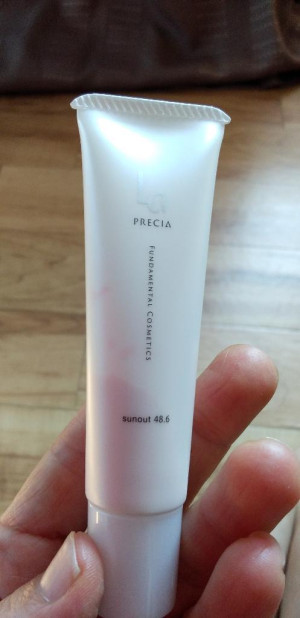 PRECIA
FUNDAMENTAL COSMETICS
sunout 48.6